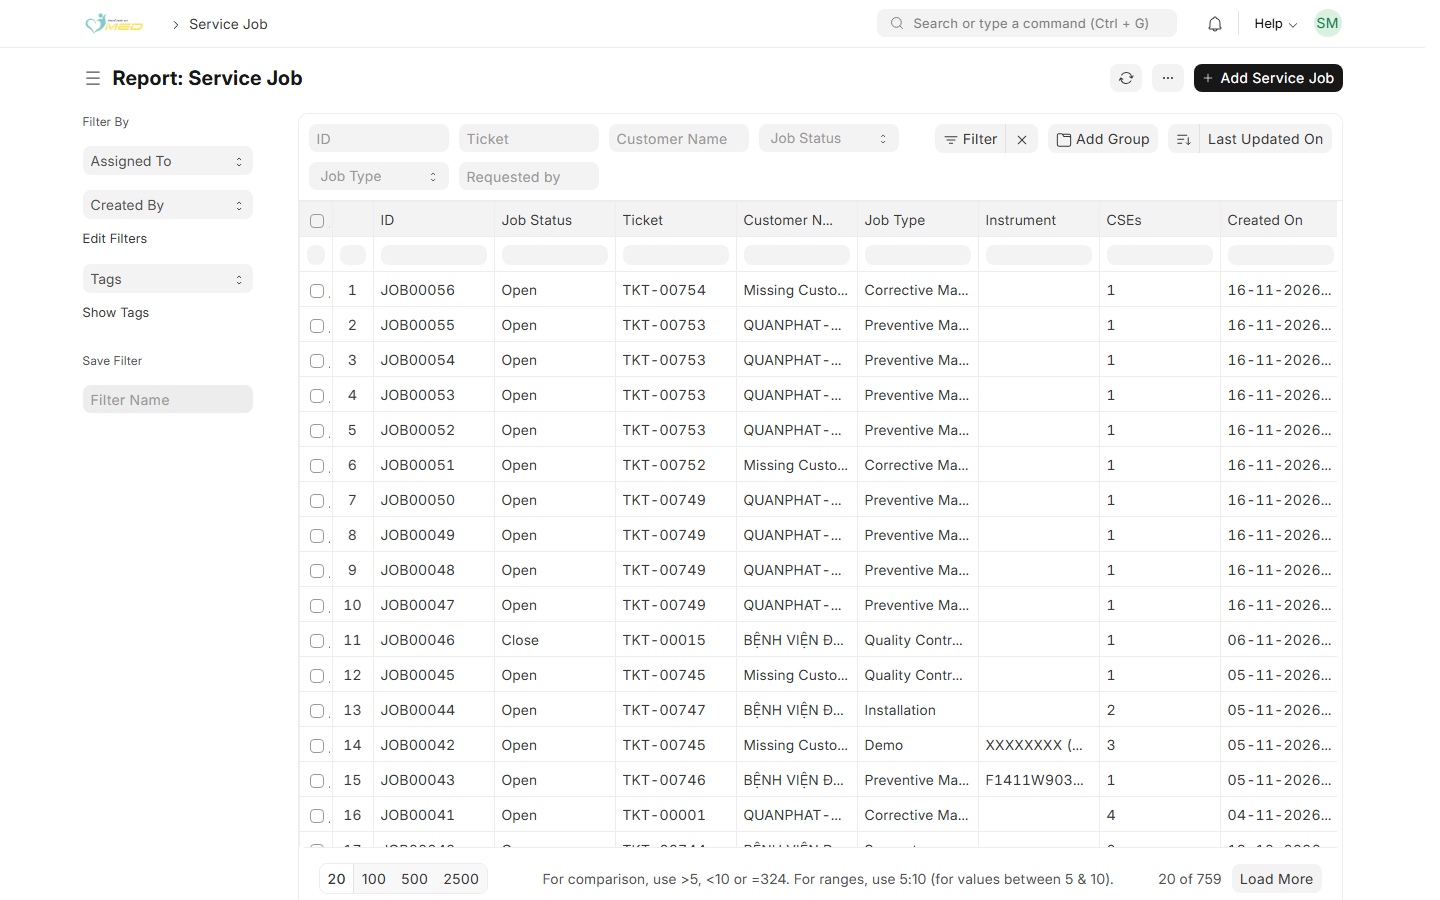 MED
Service Job
Search or type a command (Ctrl + G)
Help
SM
Report: Service Job
Add Service Job
Filter By
Assigned To
Created By
Edit Filters
Tags
Show Tags
Save Filter
Filter Name
ID
Ticket
Customer Name
Job Status
Filter
Add Group
Last Updated On
Job Type
Requested by
ID Job Status Ticket Customer N... Job Type Instrument CSEs Created On
1 JOB00056 Open TKT-00754 Missing Custo... Corrective Ma... 1 16-11-2026...
2 JOB00055 Open TKT-00753 QUANPHAT-... Preventive Ma... 1 16-11-2026...
3 JOB00054 Open TKT-00753 QUANPHAT-... Preventive Ma... 1 16-11-2026...
4 JOB00053 Open TKT-00753 QUANPHAT-... Preventive Ma... 1 16-11-2026...
5 JOB00052 Open TKT-00753 QUANPHAT-... Preventive Ma... 1 16-11-2026...
6 JOB00051 Open TKT-00752 Missing Custo... Corrective Ma... 1 16-11-2026...
7 JOB00050 Open TKT-00749 QUANPHAT-... Preventive Ma... 1 16-11-2026...
8 JOB00049 Open TKT-00749 QUANPHAT-... Preventive Ma... 1 16-11-2026...
9 JOB00048 Open TKT-00749 QUANPHAT-... Preventive Ma... 1 16-11-2026...
10 JOB00047 Open TKT-00749 QUANPHAT-... Preventive Ma... 1 16-11-2026...
11 JOB00046 Close TKT-00015 BỆNH VIỆN Đ... Quality Contr... 1 06-11-2026...
12 JOB00045 Open TKT-00745 Missing Custo... Quality Contr... 1 05-11-2026...
13 JOB00044 Open TKT-00747 BỆNH VIỆN Đ... Installation 2 05-11-2026...
14 JOB00042 Open TKT-00745 Missing Custo... Demo XXXXXXXX (... 3 05-11-2026...
15 JOB00043 Open TKT-00746 BỆNH VIỆN Đ... Preventive Ma... F1411W903... 1 05-11-2026...
16 JOB00041 Open TKT-00001 QUANPHAT-... Corrective Ma... 4 04-11-2026...
20 100 500 2500
For comparison, use >5, <10 or =324. For ranges, use 5:10 (for values between 5 & 10).
20 of 759
Load More